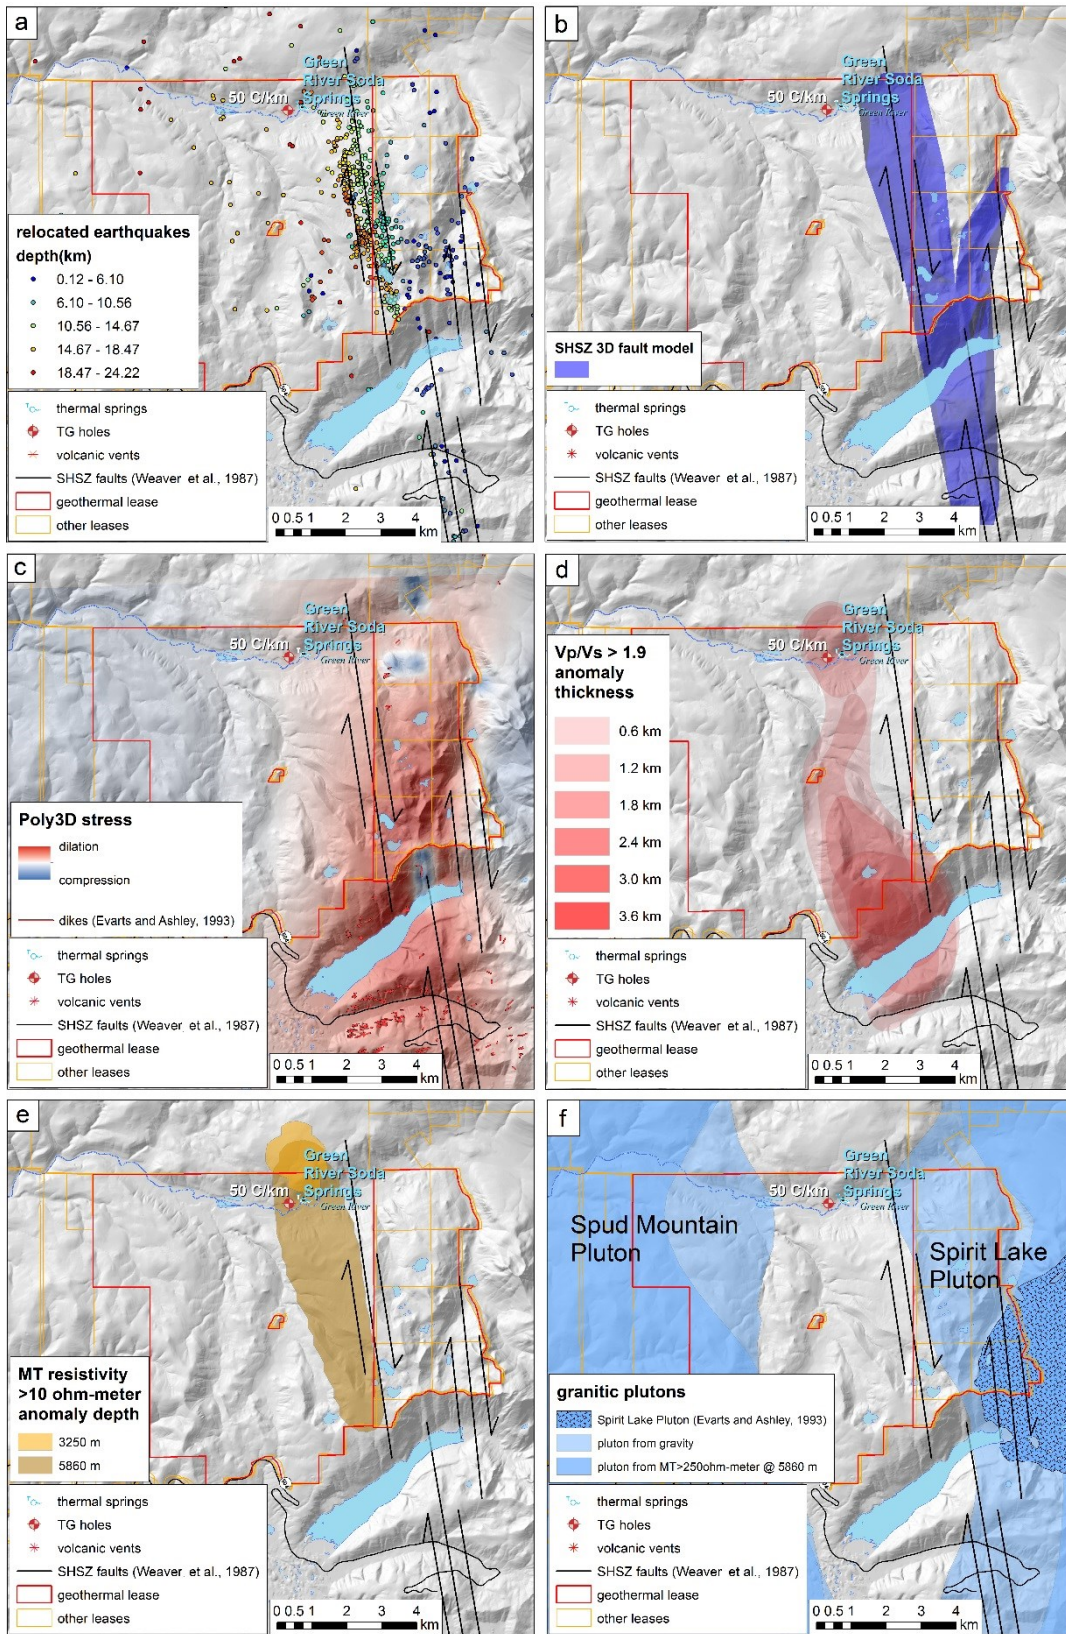 a
Green
River Soda
50 C/km
Springs
Green River
relocated earthquakes
depth(km)
0.12 - 6.10
6.10 - 10.56
10.56 - 14.67
14.67 - 18.47
18.47 - 24.22
thermal springs
TG holes
volcanic vents
SHSZ faults (Weaver et al., 1987)
geothermal lease
other leases
0 0.5 1 2 3 4
km
b
Green
River Soda
50 C/km
Springs
Green River
SHSZ 3D fault model
thermal springs
TG holes
volcanic vents
SHSZ faults (Weaver et al., 1987)
geothermal lease
other leases
0 0.5 1 2 3 4
km
c
Green
River Soda
50 C/km
Springs
Green River
Poly3D stress
dilation
compression
dikes (Evarts and Ashley, 1993)
thermal springs
TG holes
volcanic vents
SHSZ faults (Weaver et al., 1987)
geothermal lease
other leases
0 0.5 1 2 3 4
km
d
Green
River Soda
50 C/km
Springs
Green River
Vp/Vs > 1.9
anomaly
thickness
0.6 km
1.2 km
1.8 km
2.4 km
3.0 km
3.6 km
thermal springs
TG holes
volcanic vents
SHSZ faults (Weaver et al., 1987)
geothermal lease
other leases
0 0.5 1 2 3 4
km
e
Green
River Soda
50 C/km
Springs
Green River
MT resistivity
>10 ohm-meter
anomaly depth
3250 m
5860 m
thermal springs
TG holes
volcanic vents
SHSZ faults (Weaver et al., 1987)
geothermal lease
other leases
0 0.5 1 2 3 4
km
f
Green
River Soda
50 C/km
Springs
Green River
Spud Mountain
Pluton
Spirit Lake
Pluton
granitic plutons
Spirit Lake Pluton (Evarts and Ashley, 1993)
pluton from gravity
pluton from MT>250ohm-meter @ 5860 m
thermal springs
TG holes
volcanic vents
SHSZ faults (Weaver et al., 1987)
geothermal lease
other leases
0 0.5 1 2 3 4
km